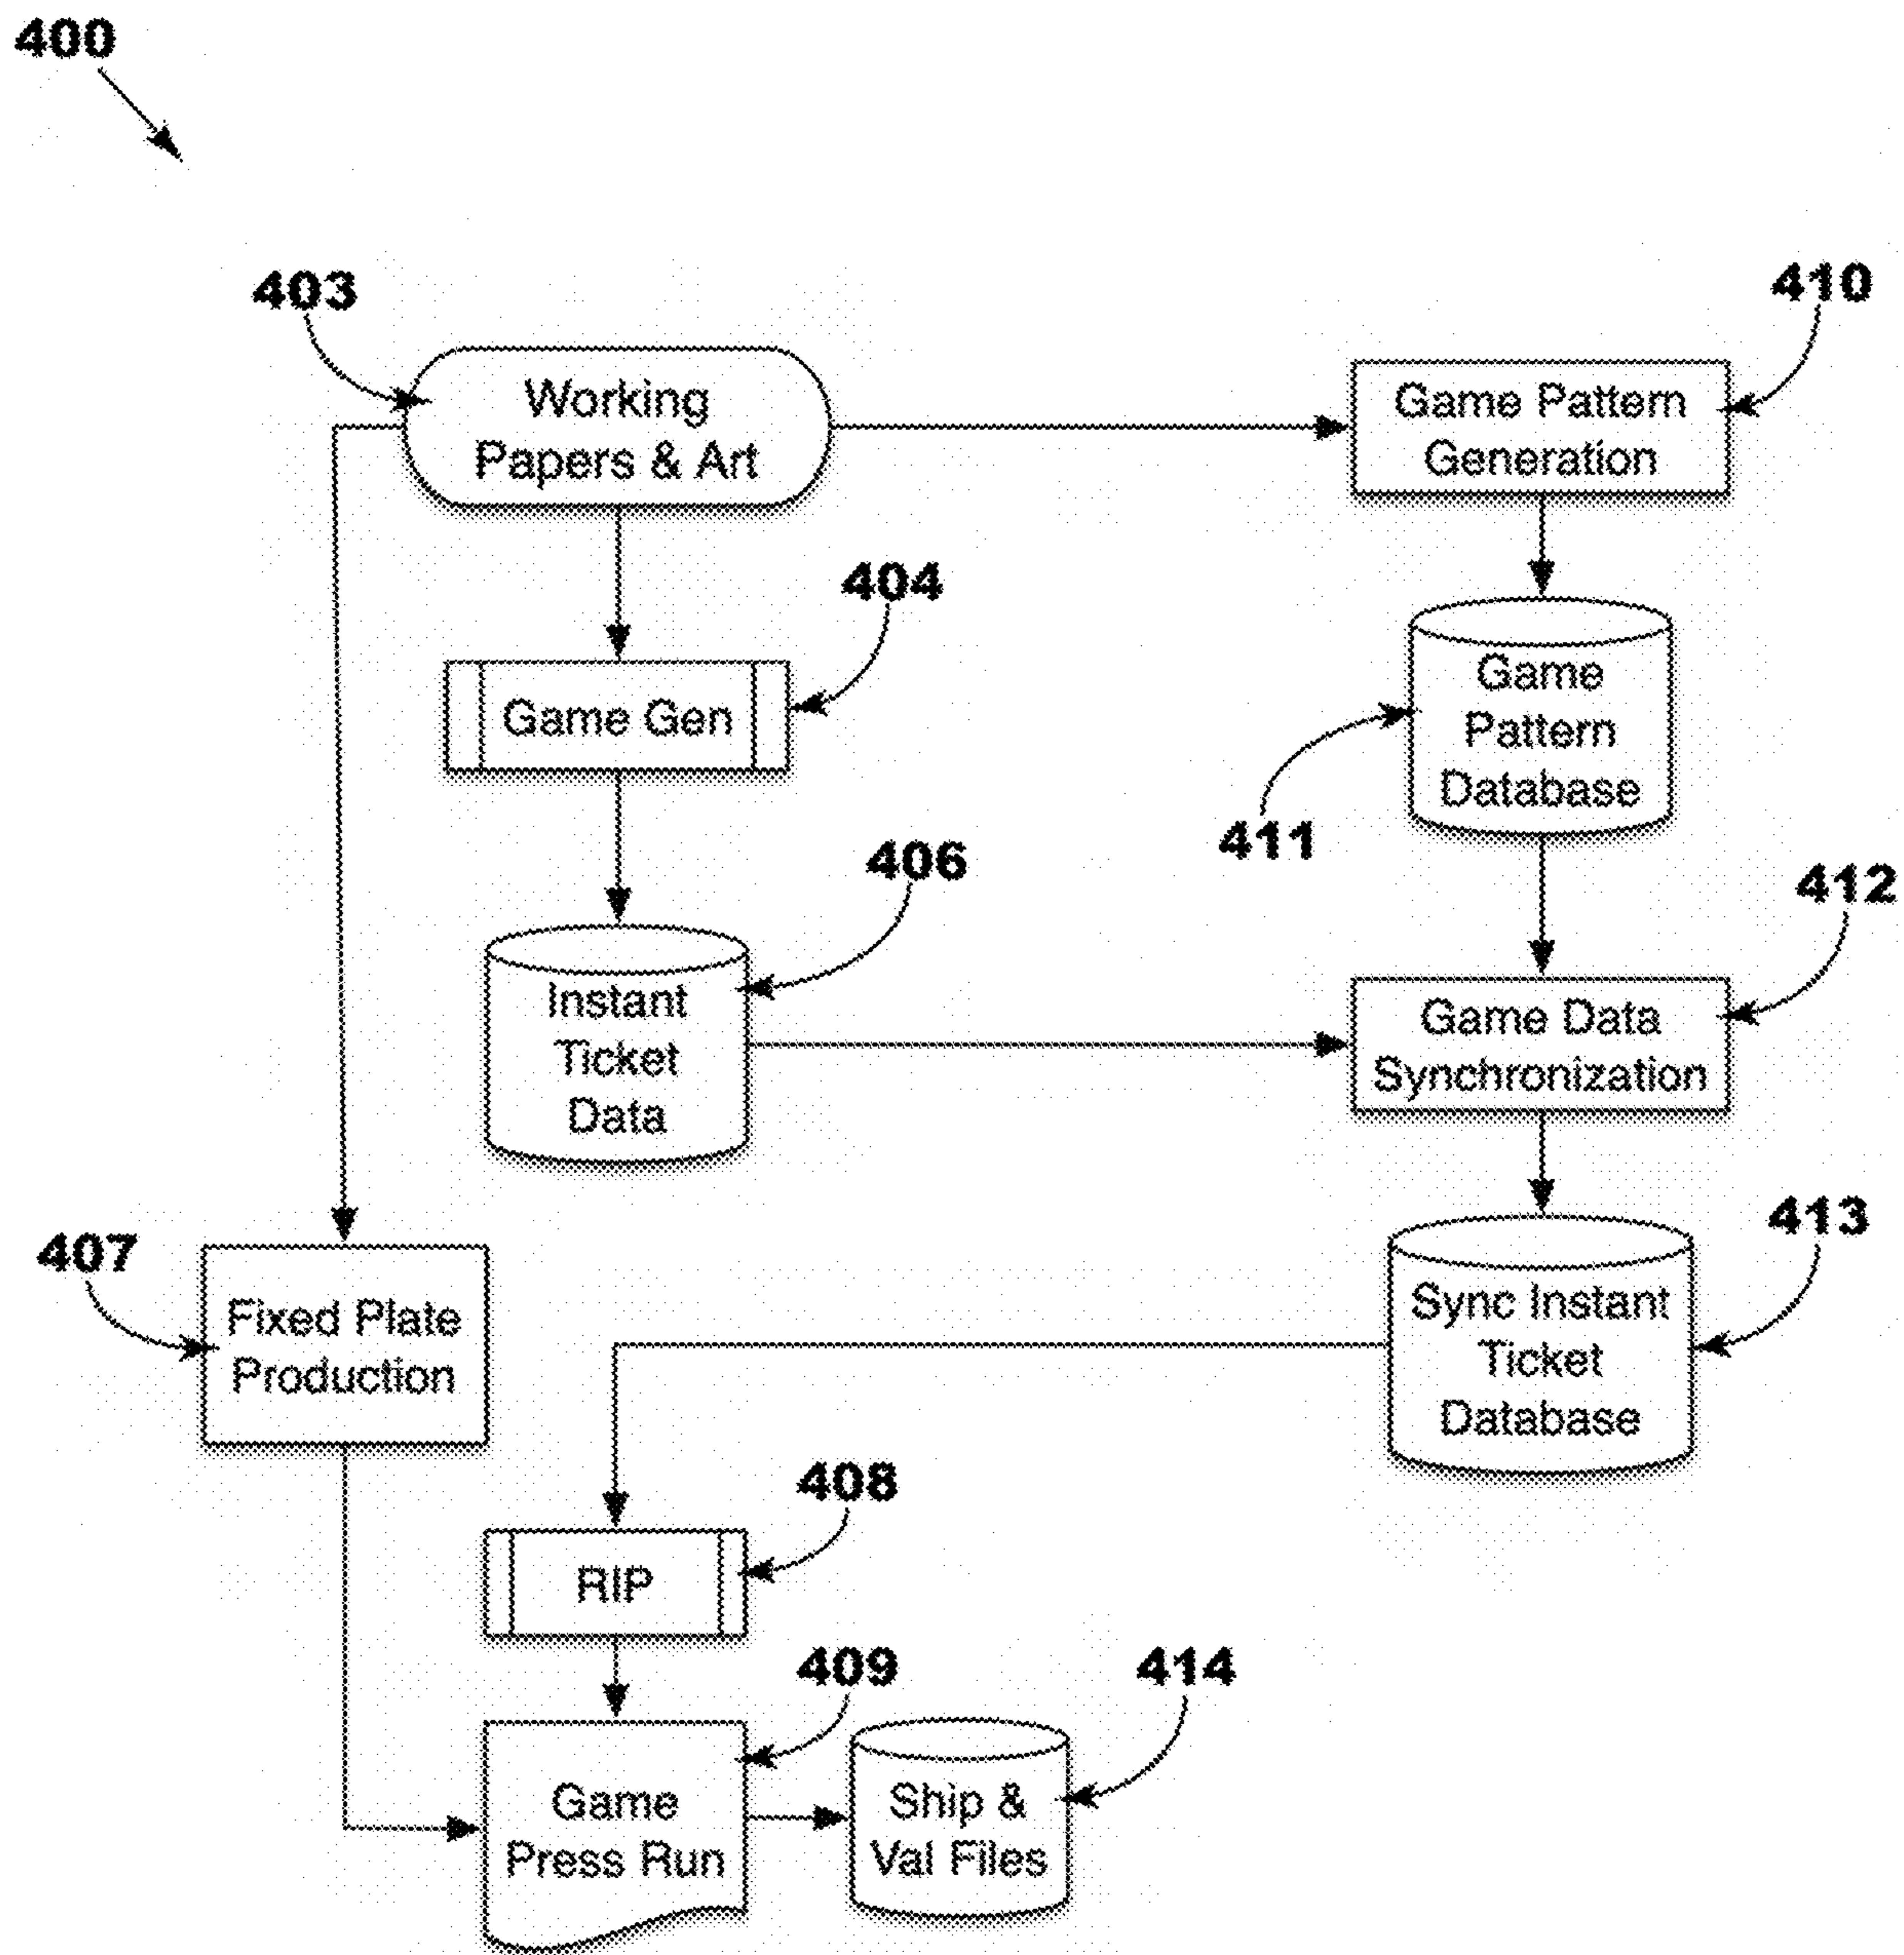 400
403
410
Working
Papers & Art
Game Pattern
Generation
404
Game Gen
Game
Pattern
Database
411
406
412
Instant
Ticket
Data
Game Data
Synchronization
407
413
Fixed Plate
Production
Sync Instant
Ticket
Database
408
RIP
409
414
Game
Press Run
Ship &
Val Files